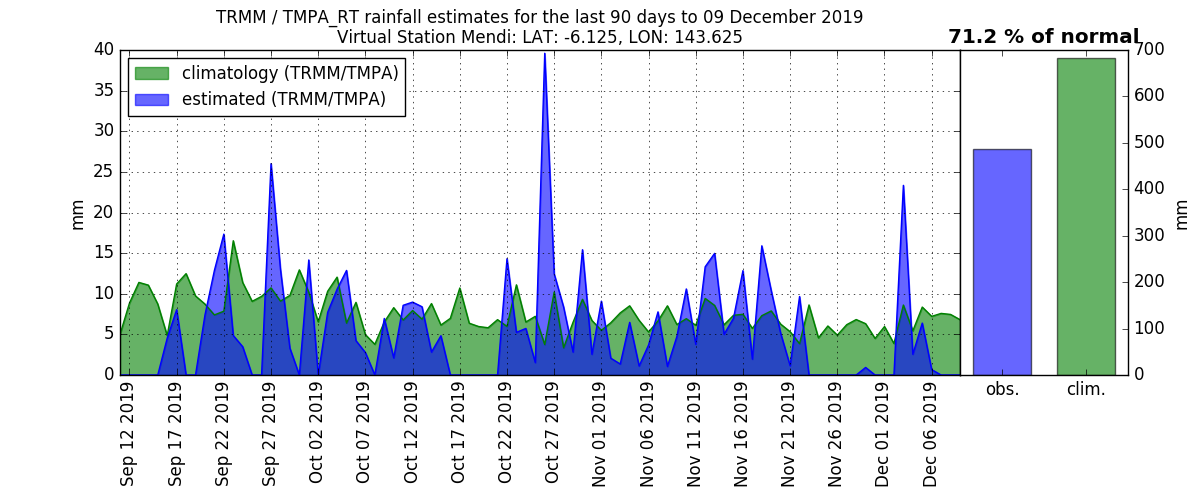 TRMM / TMPA_RT rainfall estimates for the last 90 days to 09 December 2019
Virtual Station Mendi: LAT: -6.125, LON: 143.625
71.2 % of normal
climatology (TRMM/TMPA)
estimated (TRMM/TMPA)
40
35
30
25
20
15
10
5
0
mm
Sep 12 2019
Sep 17 2019
Sep 22 2019
Sep 27 2019
Oct 02 2019
Oct 07 2019
Oct 12 2019
Oct 17 2019
Oct 22 2019
Oct 27 2019
Nov 01 2019
Nov 06 2019
Nov 11 2019
Nov 16 2019
Nov 21 2019
Nov 26 2019
Dec 01 2019
Dec 06 2019
obs.
clim.
700
600
500
400
300
200
100
0
mm